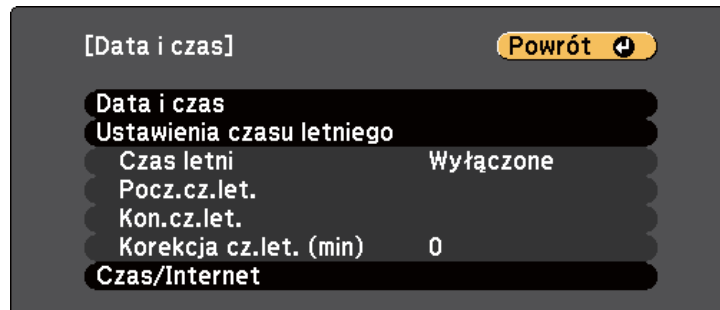 [Data i czas] Powrót
Data i czas
Ustawienia czasu letniego
Czas letni Wyłączone
Pocz.cz.let.
Kon.cz.let.
Korekcja cz.let. (min) 0
Czas/Internet